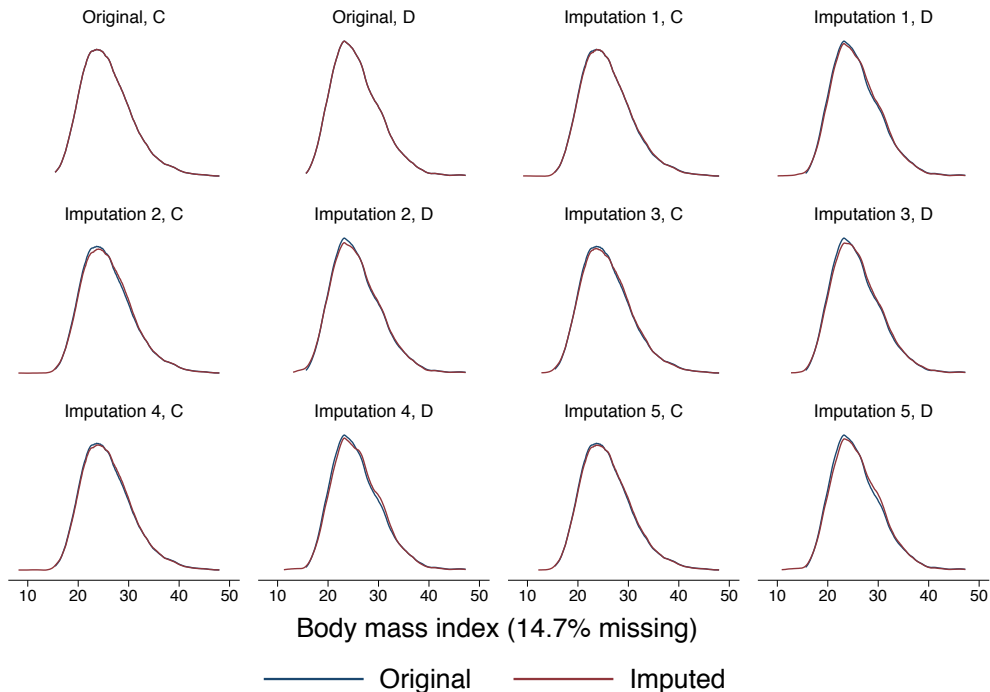 Original, C
Original, D
Imputation 1, C
Imputation 1, D
Imputation 2, C
Imputation 2, D
Imputation 3, C
Imputation 3, D
Imputation 4, C
Imputation 4, D
Imputation 5, C
Imputation 5, D
10 20 30 40 50
10 20 30 40 50
10 20 30 40 50
10 20 30 40 50
Body mass index (14.7% missing)
Original
Imputed